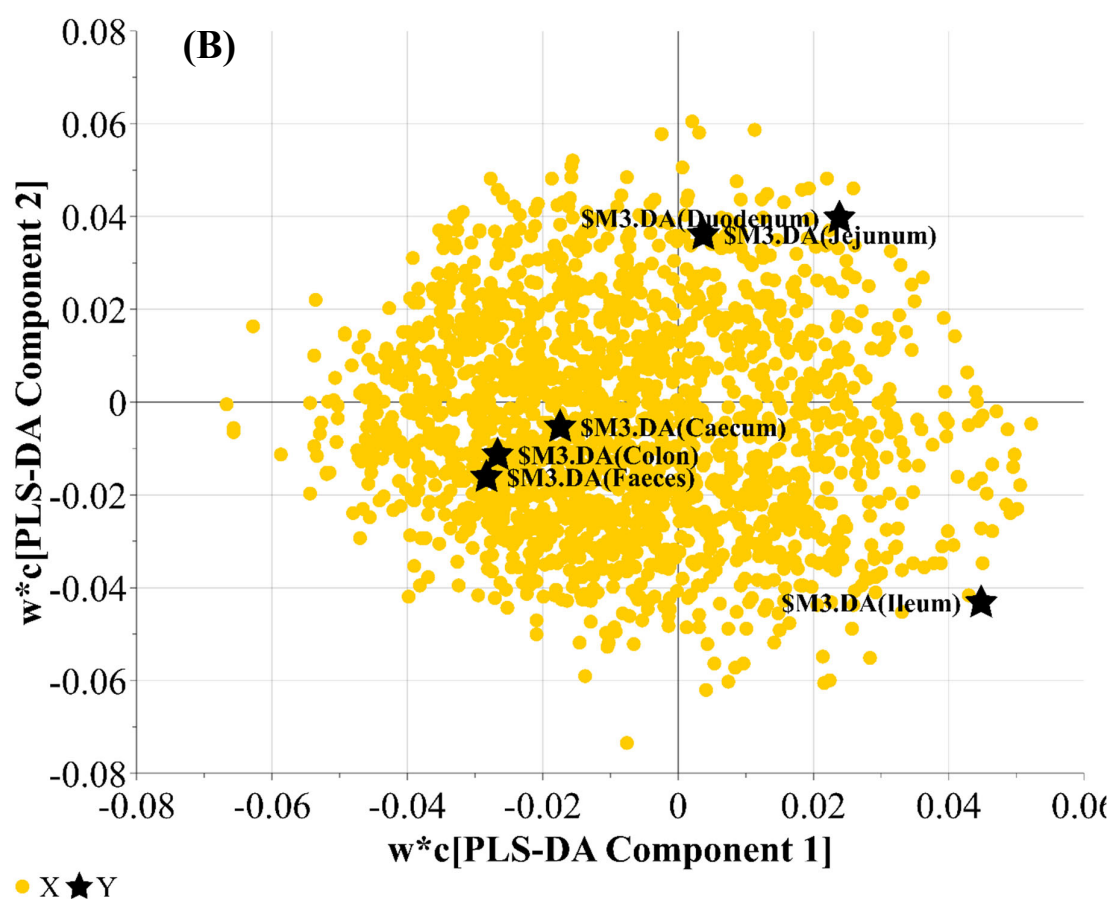 (B)
w*c[PLS-DA Component 2]
0.08
0.06
0.04
0.02
0
-0.02
-0.04
-0.06
-0.08
$M3.DA(Duodenum)
$M3.DA(Jejunum)
$M3.DA(Caecum)
$M3.DA(Colon)
$M3.DA(Faeces)
$M3.DA(Ileum)
-0.08 -0.06 -0.04 -0.02 0 0.02 0.04 0.06
w*c[PLS-DA Component 1]
X Y